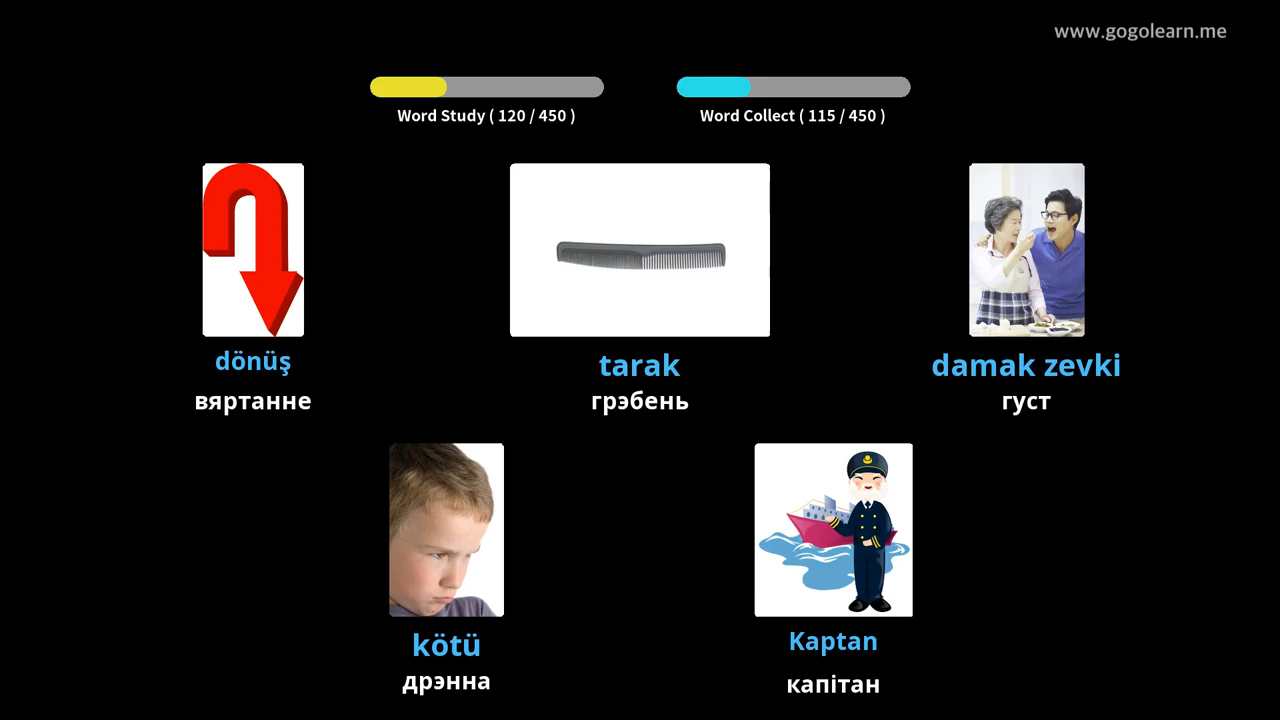 www.gogolearn.me
Word Study ( 120 / 450 )
Word Collect ( 115 / 450 )
dönüş
вяртанне
tarak
грэбень
damak zevki
густ
kötü
дрэнна
Kaptan
капітан